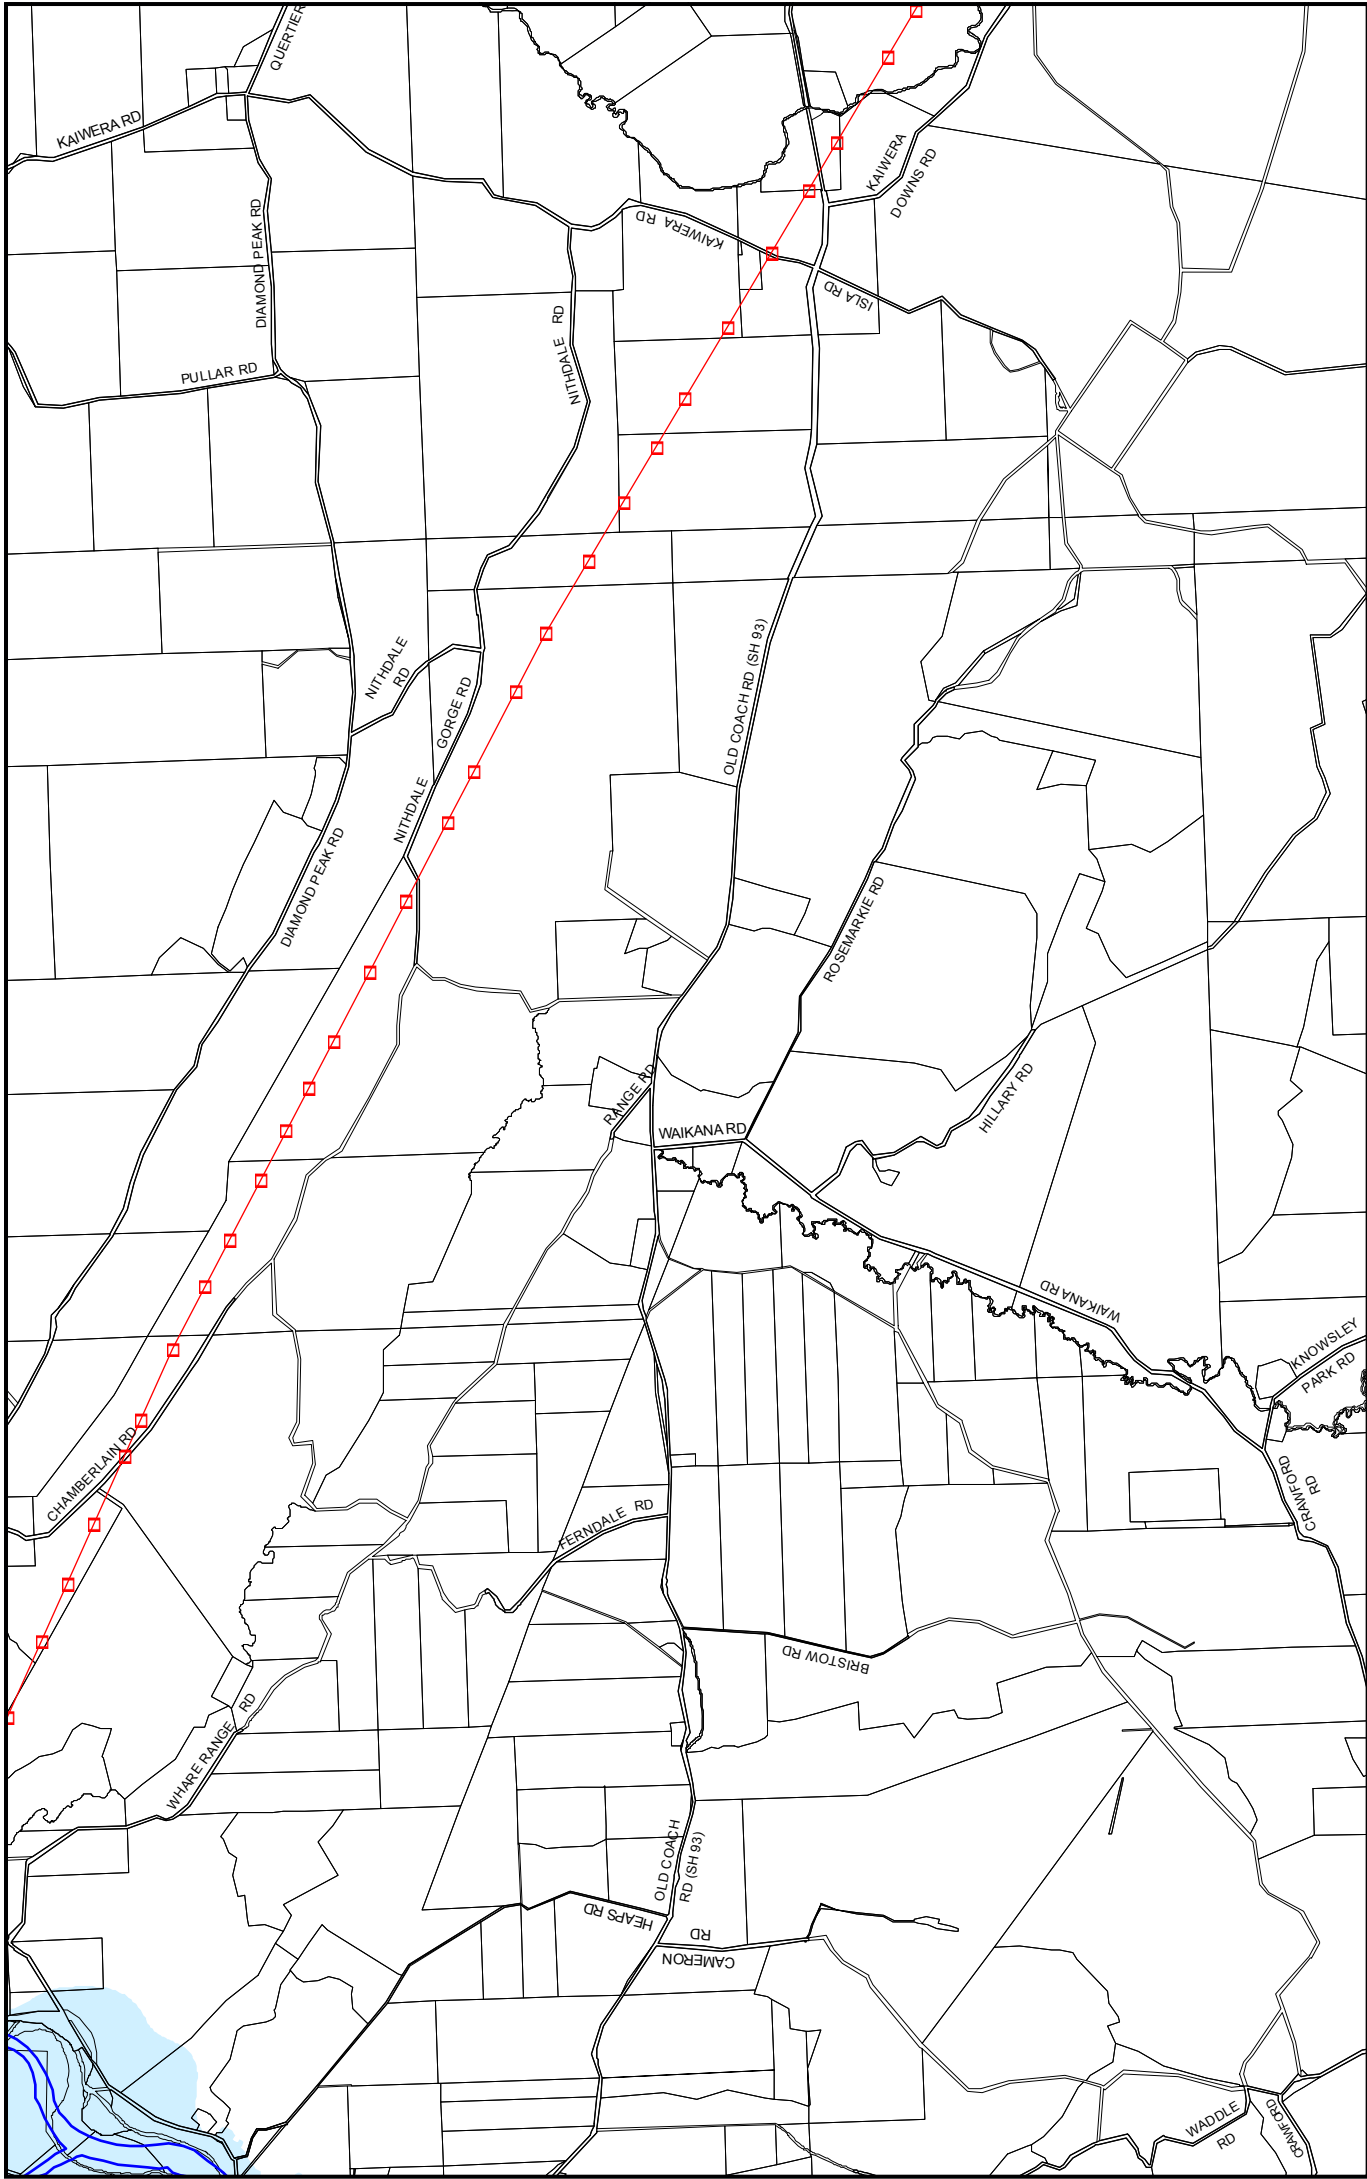 QUERTIER
KAIWERA RD
KAIWERA
DOWNS RD
DIAMOND PEAK RD
KAIWERA RD
ISLA RD
NITHDALE RD
PULLAR RD
NITHDALE
RD
OLD COACH RD (SH 93)
GORGE RD
NITHDALE
DIAMOND PEAK RD
ROSEMARKIE RD
RANGE RD
HILLARY RD
WAIKANA RD
WAIKANA RD
KNOWSLEY
PARK RD
CHAMBERLAIN RD
CRAWFORD
RD
FERNDALE RD
BRISTOW RD
WHARE RANGE RD
OLD COACH
RD (SH 93)
HEAPS RD
CAMERON
RD
WADDLE
RD
CRAWFORD